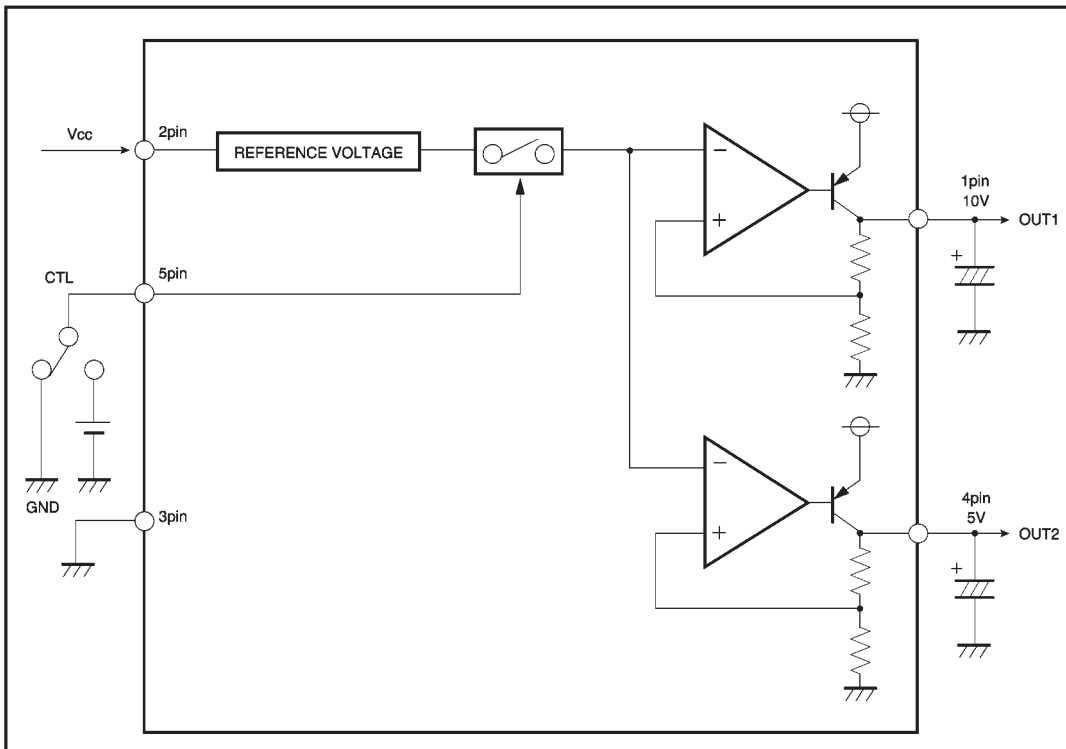 Vcc
2pin
REFERENCE VOLTAGE
−
+
1pin
10V
OUT1
+
CTL
5pin
GND
3pin
−
+
4pin
5V
OUT2
+